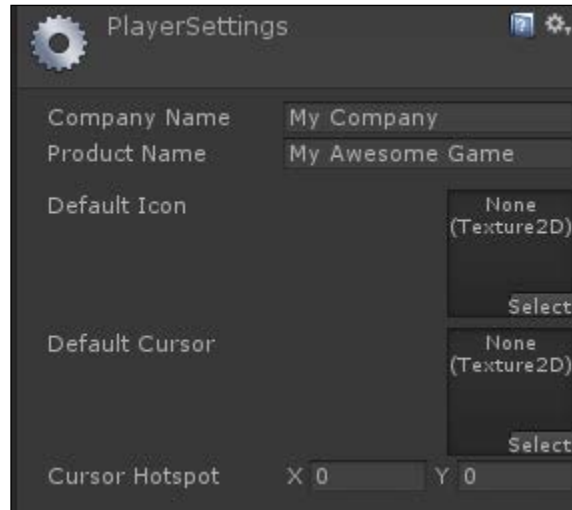 PlayerSettings
Company Name My Company
Product Name My Awesome Game
Default Icon
None
(Texture2D)
Select
Default Cursor
None
(Texture2D)
Select
Cursor Hotspot X 0 Y 0